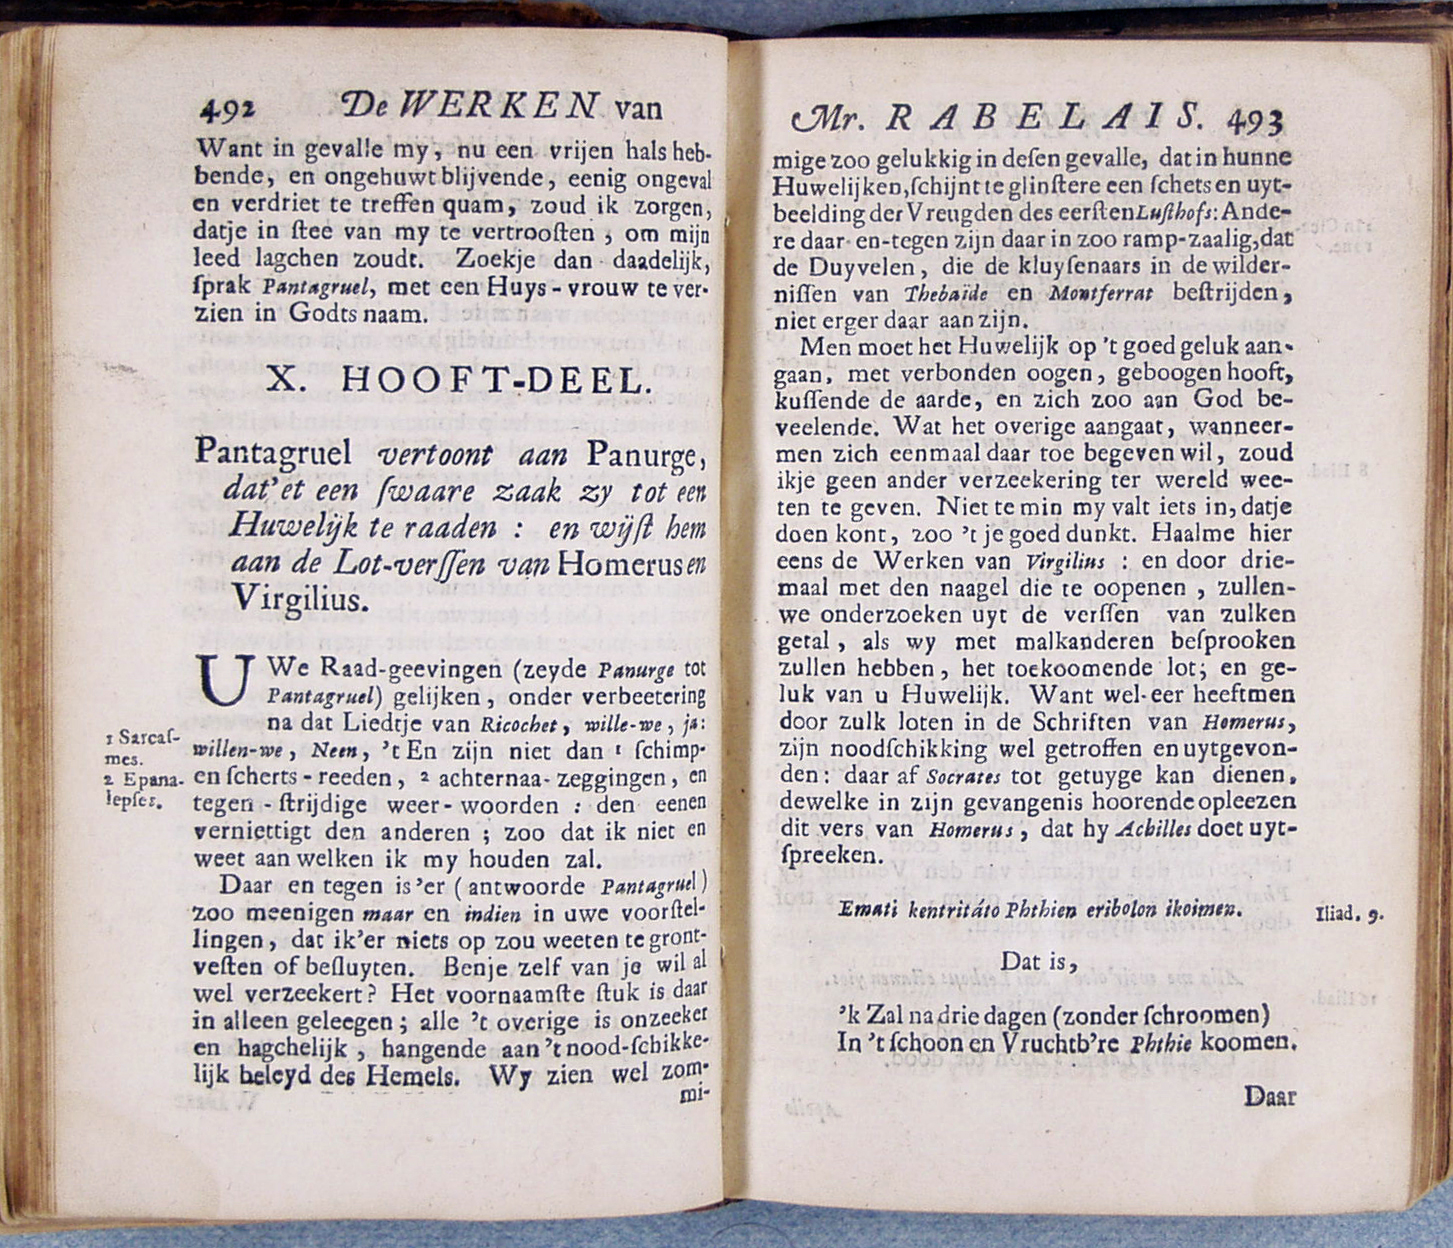 492 De WERKEN van
Want in gevalle my, nu een vrijen hals heb-
bende, en ongehuwt blijvende, eenig ongeval
en verdriet te treffen quam, zoud ik zorgen,
datje in ſtee van my te vertrooſten, om mijn
leed lagchen zoudt. Zoekje dan daadelijk,
ſprak Pantagruel, met een Huys-vrouw te ver-
zien in Godts naam.
X. HOOFT-DEEL.
Pantagruel vertoont aan Panurge,
dat'et een ſwaare zaak zy tot een
Huwelijk te raaden : en wijſt hem
aan de Lot-verſſen van Homerus en
Virgilius.
UWe Raad-geevingen (zeyde Panurge tot
Pantagruel) gelijken, onder verbeetering
na dat Liedtje van Ricochet, wille-we, ja:
willen-we, Neen, 't En zijn niet dan ¹ ſchimp-
en ſcherts-reeden, ² achternaa-zeggingen, en
tegen-ſtrijdige weer-woorden : den eenen
verniettigt den anderen ; zoo dat ik niet en
weet aan welken ik my houden zal.
1 Sarcaſ-
mes.
2 Epana-
lepſes.
Daar en tegen is'er (antwoorde Pantagruel)
zoo meenigen maar en indien in uwe voorſtel-
lingen, dat ik'er niets op zou weeten te gront-
veſten of beſluyten. Benje zelf van je wil al
wel verzeekert? Het voornaamſte ſtuk is daar
in alleen geleegen; alle 't overige is onzeeker
en hagchelijk, hangende aan 't nood-ſchikke-
lijk beleyd des Hemels. Wy zien wel zom-
mi-
Mr. RABELAIS. 493
mige zoo gelukkig in deſen gevalle, dat in hunne
Huwelijken, ſchijnt te glinſtere een ſchets en uyt-
beelding der Vreugden des eerſten Luſthofs: Ande-
re daar-en-tegen zijn daar in zoo ramp-zaalig, dat
de Duyvelen, die de kluyſenaars in de wilder-
niſſen van Thebaïde en Montferrat beſtrijden,
niet erger daar aan zijn.
Men moet het Huwelijk op 't goed geluk aan-
gaan, met verbonden oogen, geboogen hooft,
kuſſende de aarde, en zich zoo aan God be-
veelende. Wat het overige aangaat, wanneer-
men zich eenmaal daar toe begeven wil, zoud
ikje geen ander verzeekering ter wereld wee-
ten te geven. Niet te min my valt iets in, datje
doen kont, zoo 't je goed dunkt. Haalme hier
eens de Werken van Virgilius : en door drie-
maal met den naagel die te oopenen, zullen-
we onderzoeken uyt de verſſen van zulken
getal, als wy met malkanderen beſprooken
zullen hebben, het toekoomende lot; en ge-
luk van u Huwelijk. Want wel-eer heeftmen
door zulk loten in de Schriften van Homerus,
zijn noodſchikking wel getroffen en uytgevon-
den: daar af Socrates tot getuyge kan dienen,
dewelke in zijn gevangenis hoorende opleezen
dit vers van Homerus, dat hy Achilles doet uyt-
ſpreeken.
Emati kentritáto Phthien eribolon ikoimen.
Iliad. 9.
Dat is,
'k Zal na drie dagen (zonder ſchroomen)
In 't ſchoon en Vruchtb're Phthie koomen.
Daar